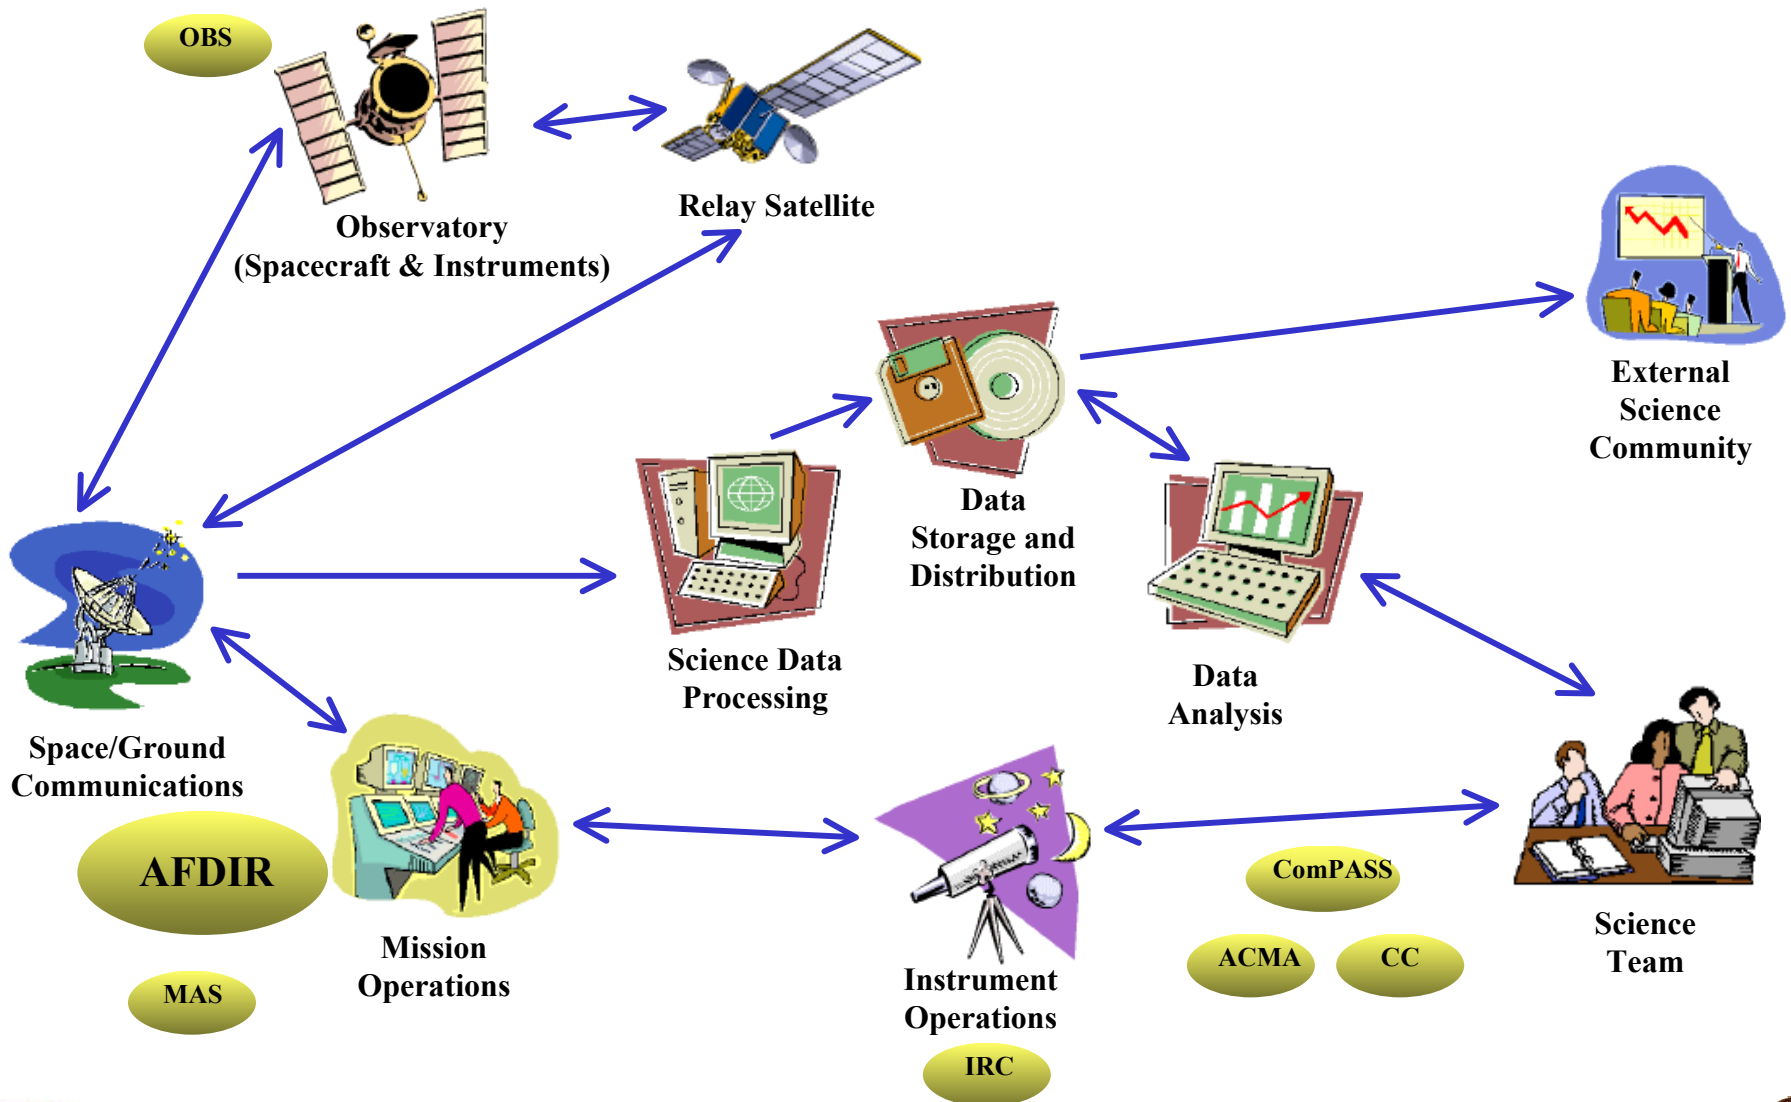 OBS
Observatory
(Spacecraft & Instruments)
Relay Satellite
External
Science
Community
Data
Storage and
Distribution
Science Data
Processing
Data
Analysis
Space/Ground
Communications
AFDIR
MAS
Mission
Operations
Instrument
Operations
IRC
ComPASS
ACMA
CC
Science
Team